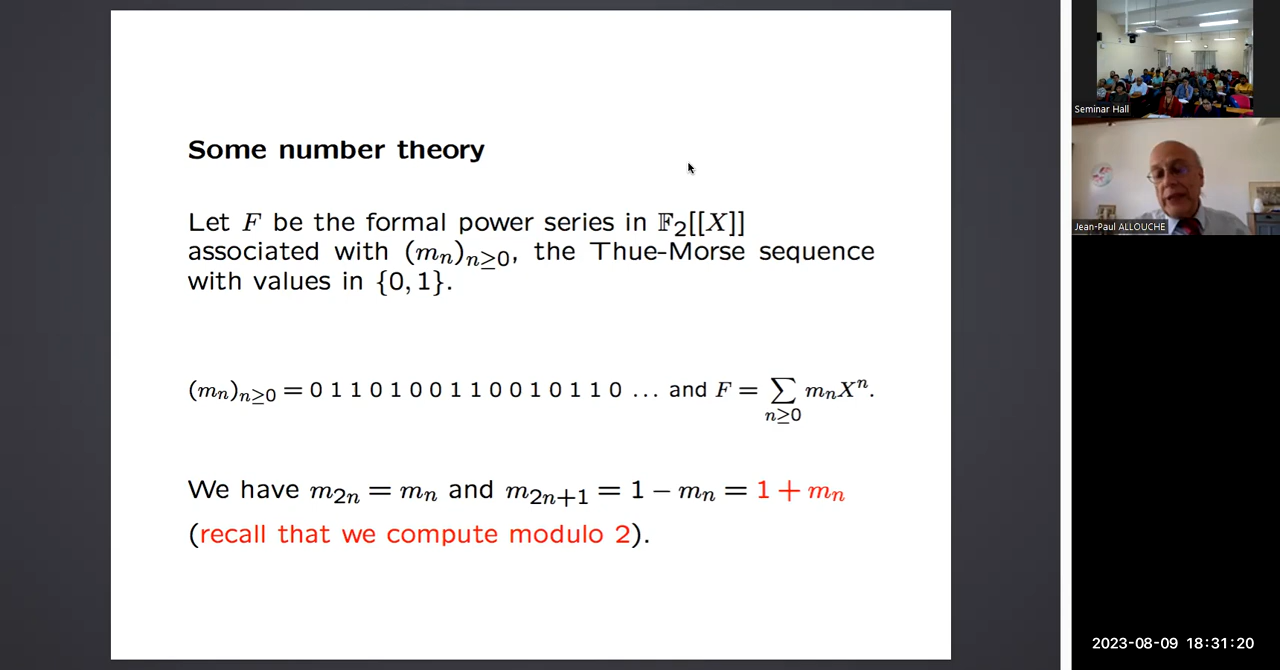 Some number theory
Let F be the formal power series in 𝔽₂[[X]]
associated with (mₙ)ₙ≥₀, the Thue-Morse sequence
with values in {0, 1}.
(mₙ)ₙ≥₀ = 0 1 1 0 1 0 0 1 1 0 0 1 0 1 1 0 ... and F = ∑ mₙXⁿ.
n≥0
We have m₂ₙ = mₙ and m₂ₙ₊₁ = 1 − mₙ = 1 + mₙ
(recall that we compute modulo 2).
Seminar Hall
Jean-Paul ALLOUCHE
2023-08-09 18:31:20